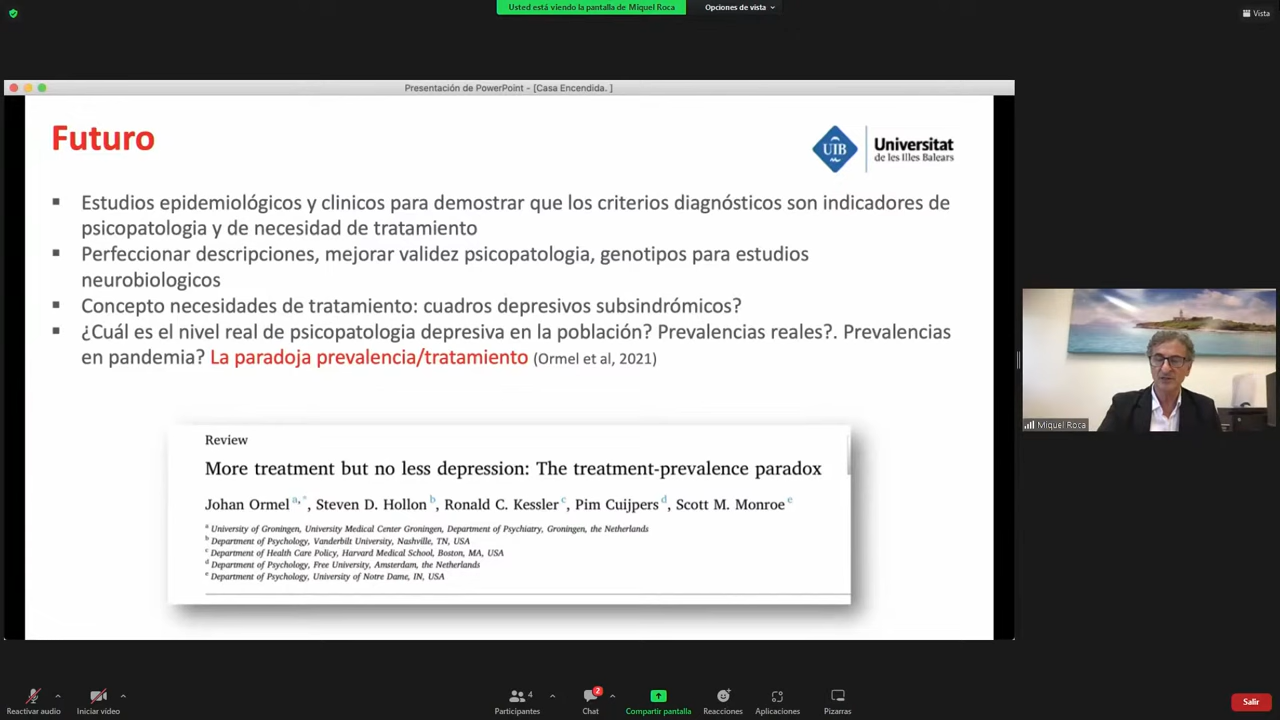 Usted está viendo la pantalla de Miquel Roca
Opciones de vista
Vista
Presentación de PowerPoint - [Casa Encendida. ]
Futuro
UIB
Universitat
de les Illes Balears
Estudios epidemiológicos y clinicos para demostrar que los criterios diagnósticos son indicadores de
psicopatologia y de necesidad de tratamiento
Perfeccionar descripciones, mejorar validez psicopatologia, genotipos para estudios
neurobiologicos
Concepto necesidades de tratamiento: cuadros depresivos subsindrómicos?
¿Cuál es el nivel real de psicopatologia depresiva en la población? Prevalencias reales?. Prevalencias
en pandemia? La paradoja prevalencia/tratamiento (Ormel et al, 2021)
Review
More treatment but no less depression: The treatment-prevalence paradox
Johan Ormel a,*, Steven D. Hollon b, Ronald C. Kessler c, Pim Cuijpers d, Scott M. Monroe e
a University of Groningen, University Medical Center Groningen, Department of Psychiatry, Groningen, the Netherlands
b Department of Psychology, Vanderbilt University, Nashville, TN, USA
c Department of Health Care Policy, Harvard Medical School, Boston, MA, USA
d Department of Psychology, Free University, Amsterdam, the Netherlands
e Department of Psychology, University of Notre Dame, IN, USA
Miquel Roca
Reactivar audio
Iniciar vídeo
4
Participantes
2
Chat
Compartir pantalla
Reacciones
Aplicaciones
Pizarras
Salir